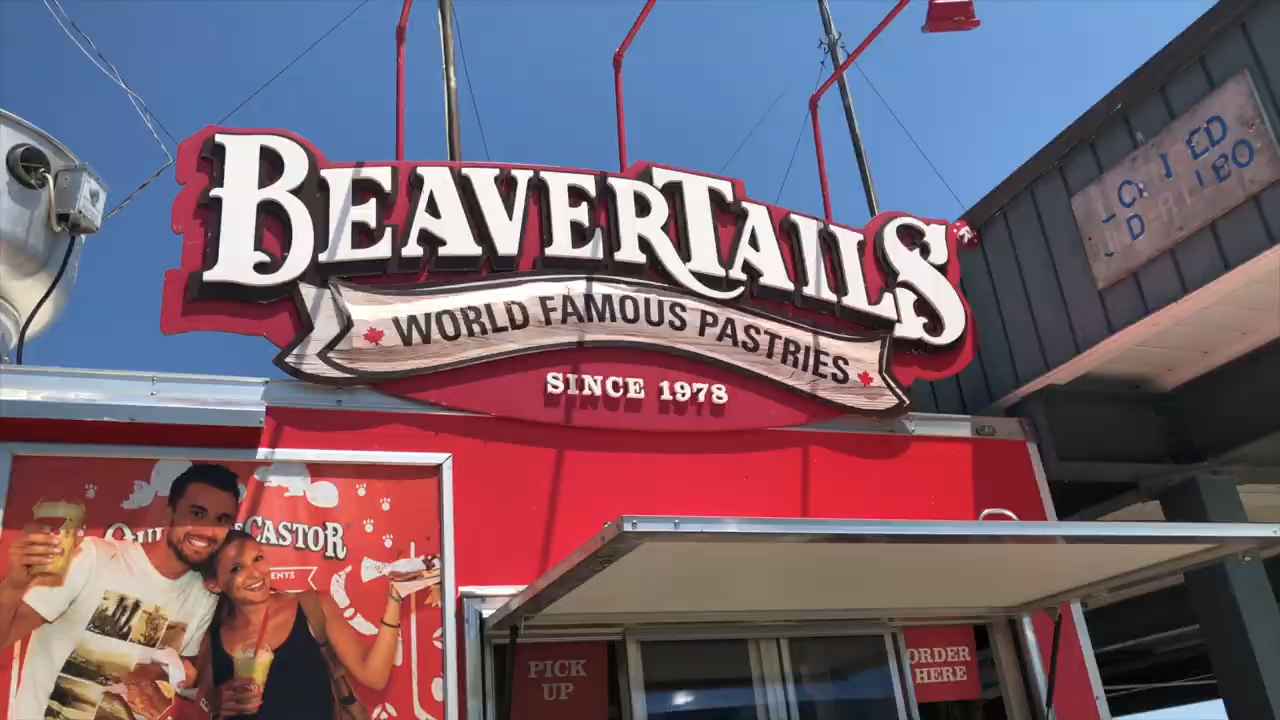 BEAVERTAILS
WORLD FAMOUS PASTRIES
SINCE 1978
CASTOR
PICK
UP
ORDER
HERE